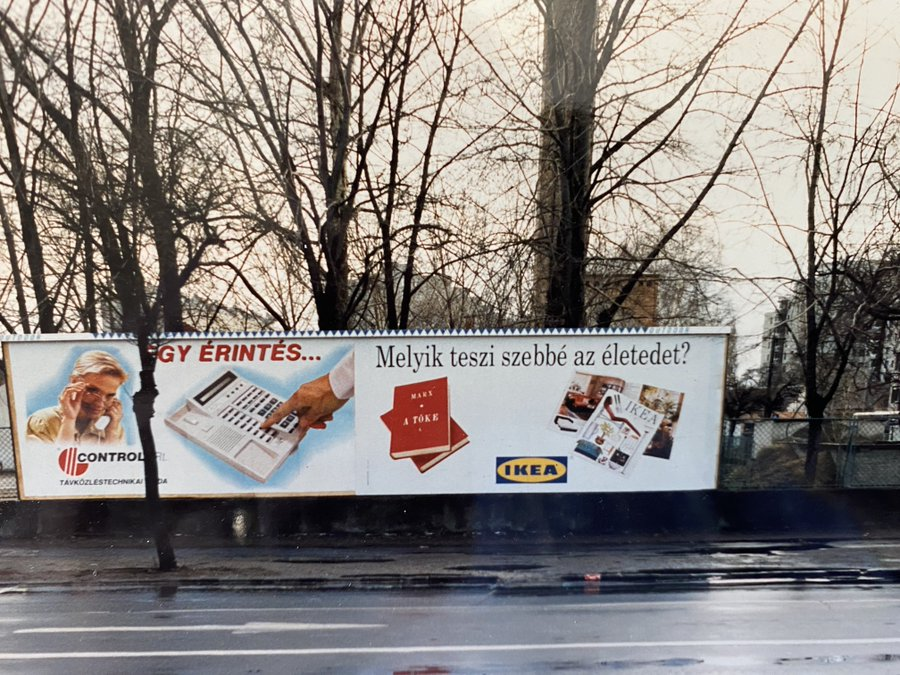 GY ÉRINTÉS...
CONTROL
TÁVKÖZLÉSTECHNIKAI
Melyik teszi szebbé az életedet?
MARX
A TŐKE
IKEA
IKEA